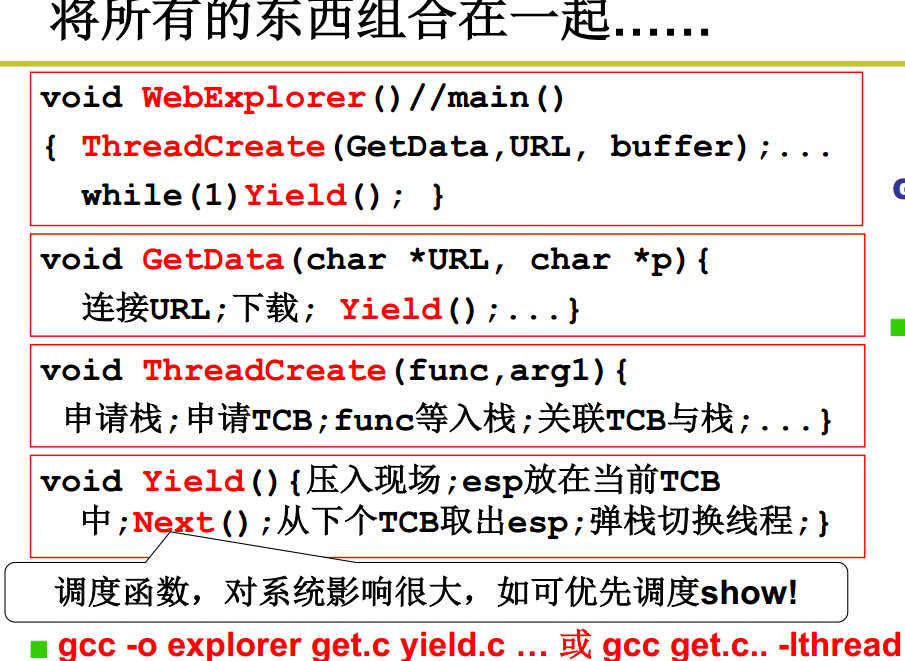 将所有的东西组合在一起……
void WebExplorer()//main()
{ ThreadCreate(GetData,URL, buffer);...
while(1)Yield(); }
void GetData(char *URL, char *p){
连接URL;下载; Yield();...}
void ThreadCreate(func,arg1){
申请栈;申请TCB;func等入栈;关联TCB与栈;...}
void Yield(){压入现场;esp放在当前TCB
中;Next();从下个TCB取出esp;弹栈切换线程;}
调度函数，对系统影响很大，如可优先调度show!
gcc -o explorer get.c yield.c … 或 gcc get.c.. -lthread